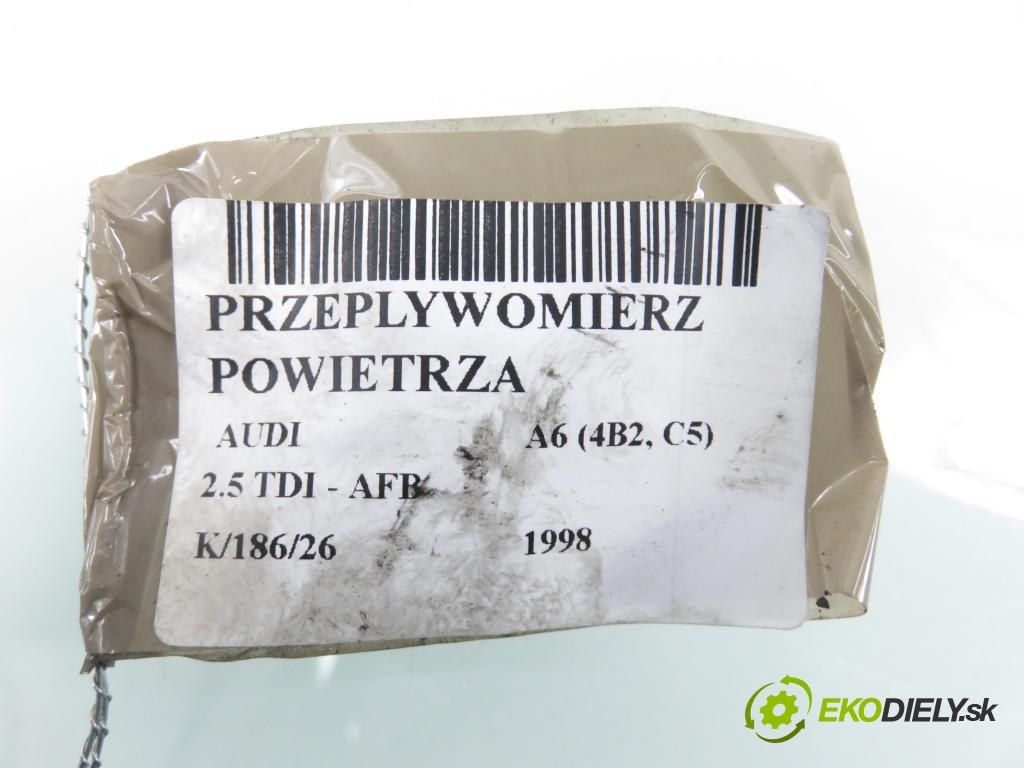 PRZEPLYWOMIERZ
POWIETRZA
AUDI A6 (4B2, C5)
2.5 TDI - AFB
K/186/26 1998
EKODIELY.sk